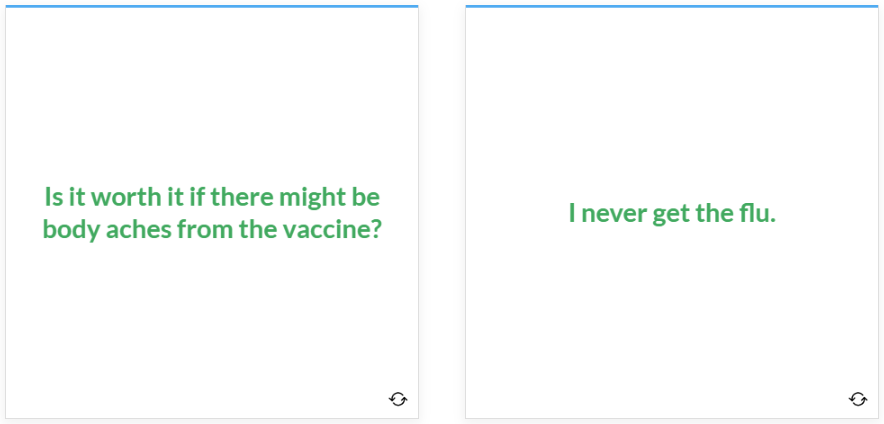 Is it worth it if there might be
body aches from the vaccine?
I never get the flu.